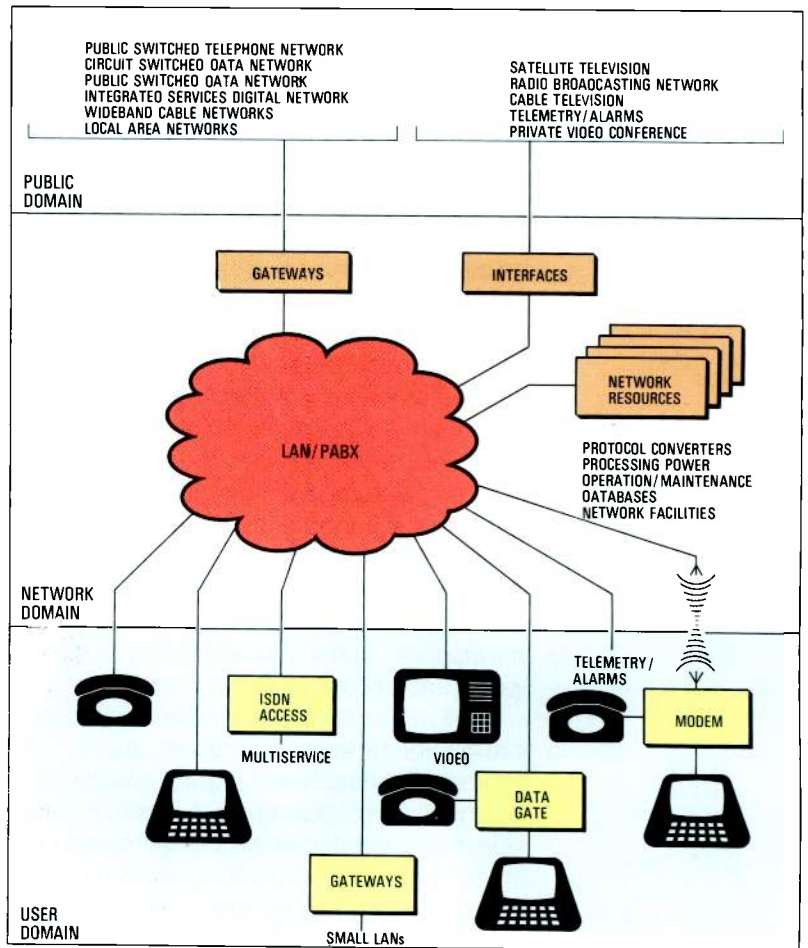 PUBLIC SWITCHED TELEPHONE NETWORK
CIRCUIT SWITCHEO DATA NETWORK
PUBLIC SWITCHED OATA NETWORK
INTEGRATEO SERVICES DIGITAL NETWORK
WIDEBAND CABLE NETWORKS
LOCAL AREA NETWORKS
SATELLITE TELEVISION
RADIO BROAOCASTING NETWORK
CABLE TELEVISION
TELEMETRY/ALARMS
PRIVATE VIDEO CONFERENCE
PUBLIC
DOMAIN
GATEWAYS
INTERFACES
NETWORK
RESOURCES
LAN/PABX
PROTOCOL CONVERTERS
PROCESSING POWER
OPERATION/MAINTENANCE
OATABASES
NETWORK FACILITIES
NETWORK
DOMAIN
TELEMETRY/
ALARMS
ISDN
ACCESS
MODEM
MULTISERVICE
VIDEO
DATA
GATE
GATEWAYS
USER
DOMAIN
SMALL LANs